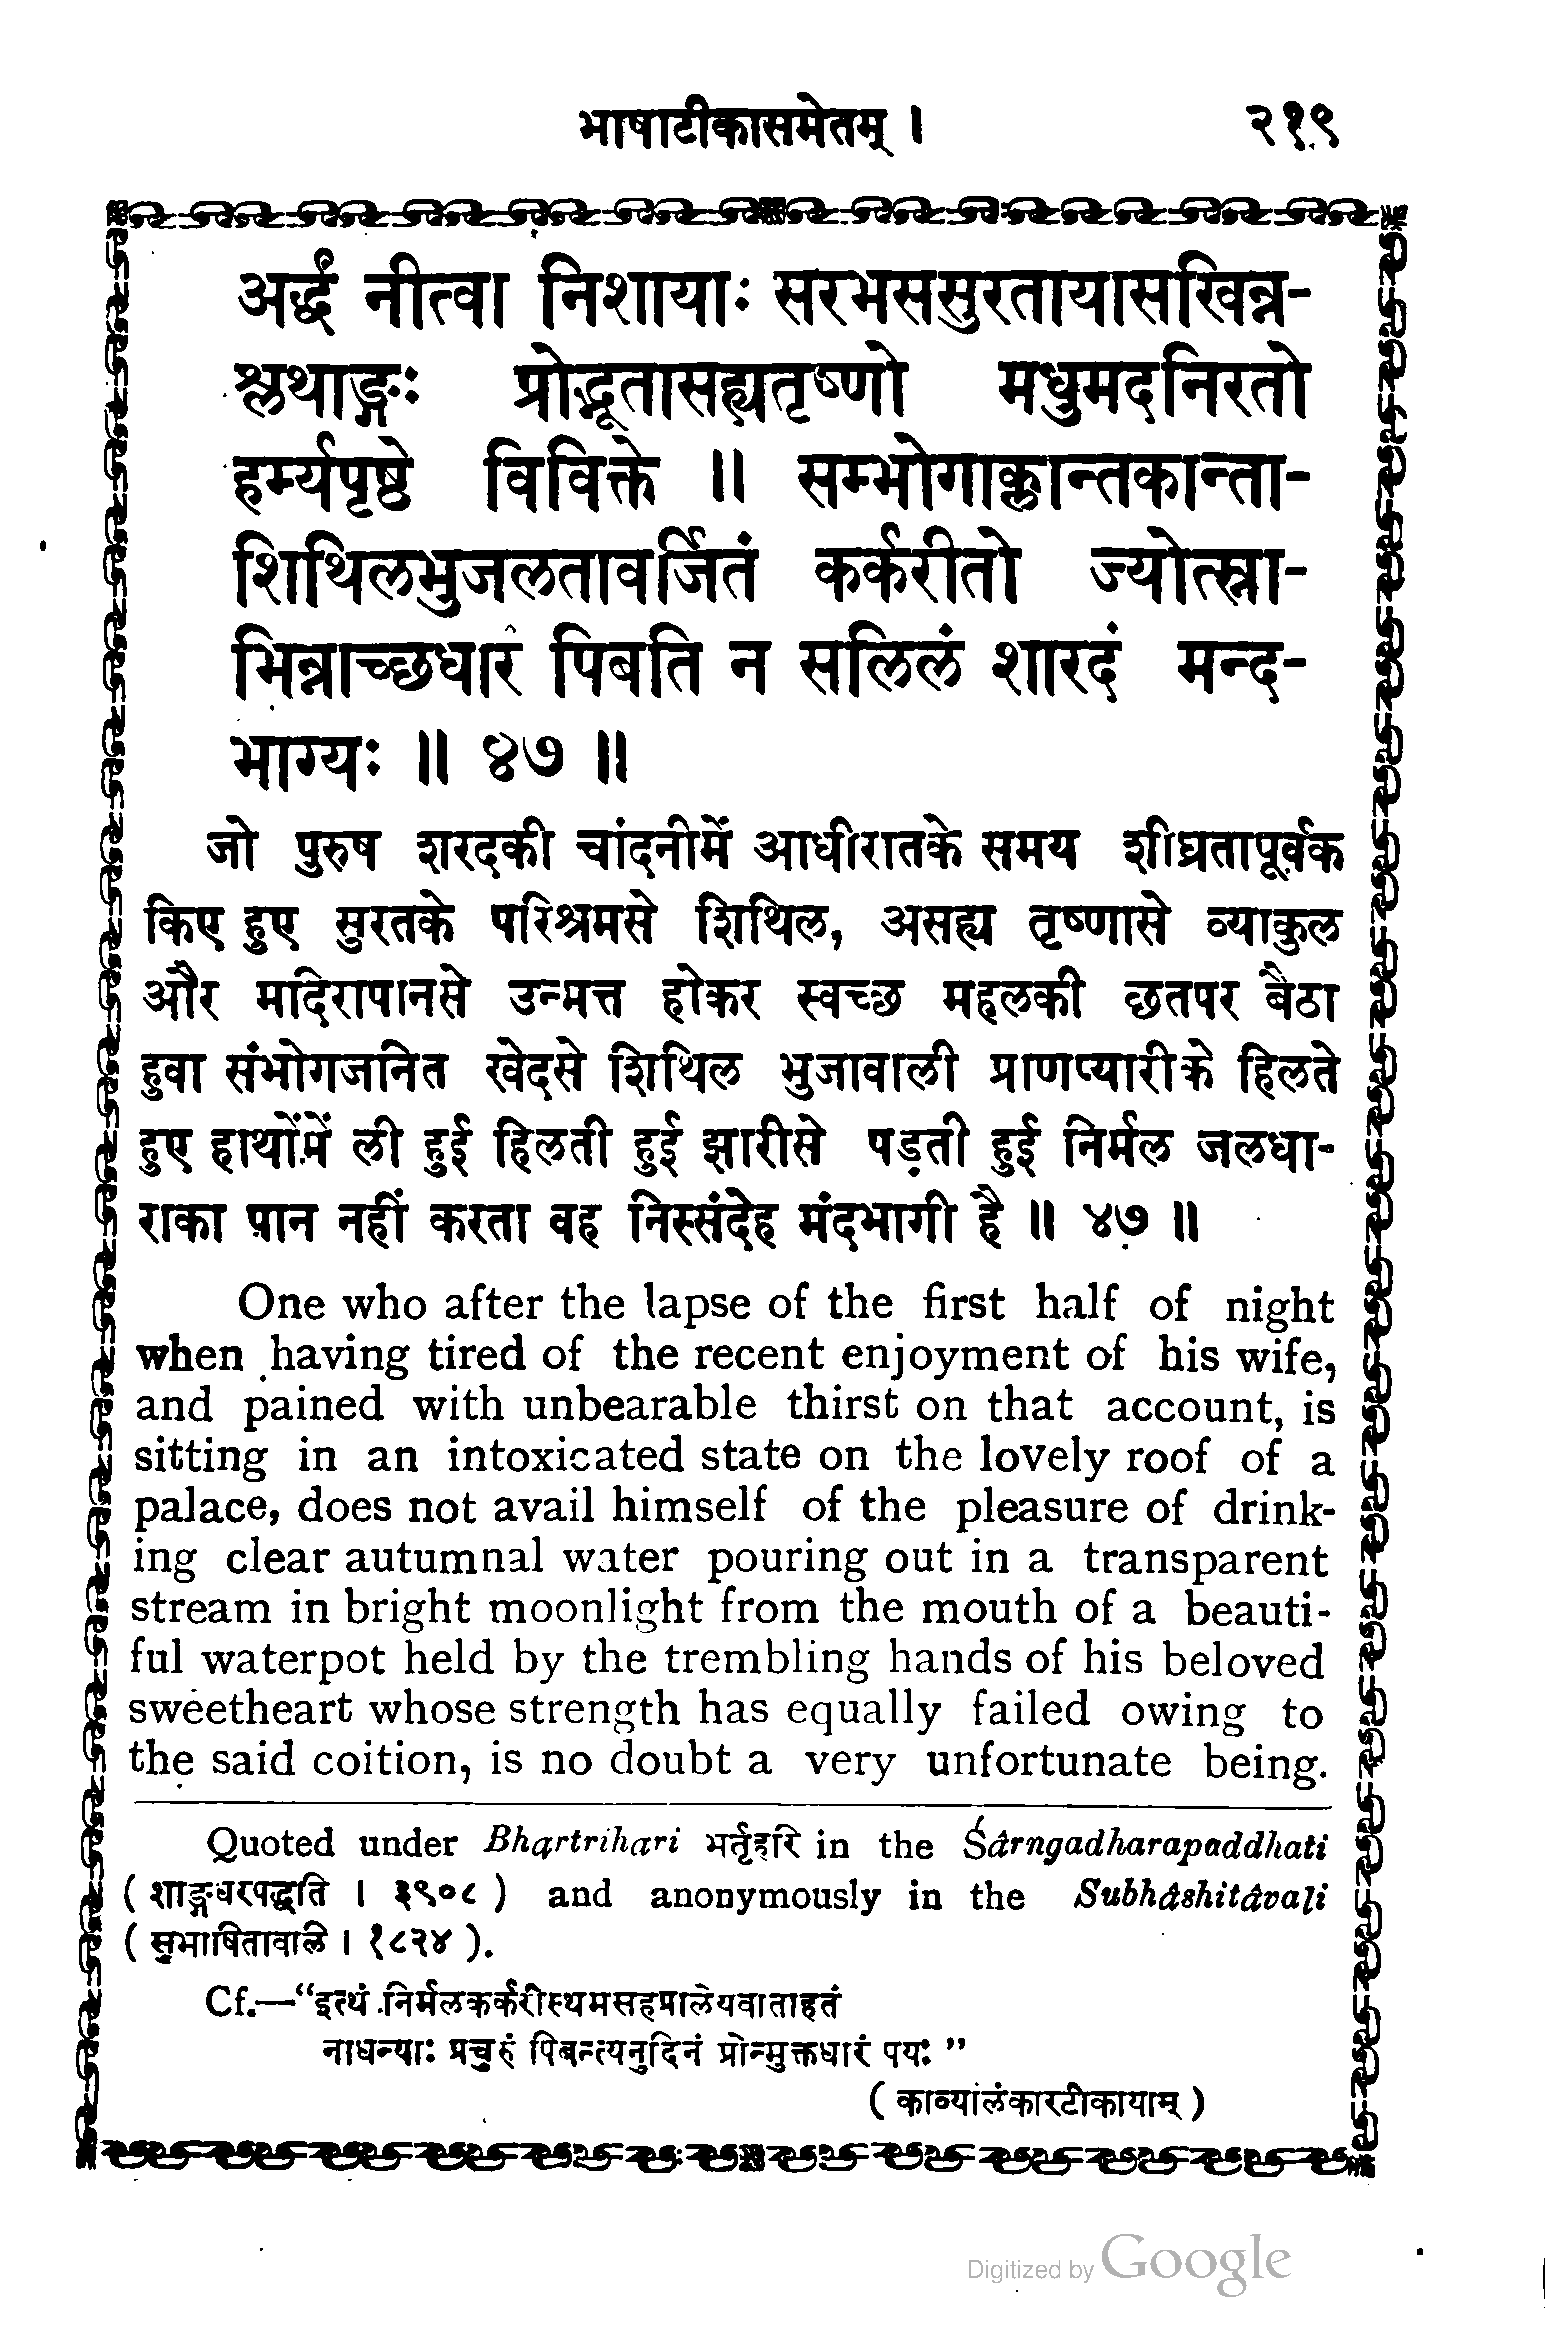 भाषाटीकासमेतम् । २१९
अर्द्धं नीत्वा निशायाः सरभससुरतायासखिन्न-
श्लथाङ्गः प्रोद्भूतासह्यतृष्णो मधुमदनिरतो
हर्म्यपृष्ठे विविक्ते ॥ सम्भोगाक्लान्तकान्ता-
शिथिलभुजलतावर्जितं कर्करीतो ज्योत्स्ना-
भिन्नाच्छधारं पिबति न सलिलं शारदं मन्द-
भाग्यः ॥ ४७ ॥
जो पुरुष शरदकी चांदनीमें आधीरातके समय शीघ्रतापूर्वक
किए हुए सुरतके परिश्रमसे शिथिल, असह्य तृष्णासे व्याकुल
और मदिरापानसे उन्मत्त होकर स्वच्छ महलकी छतपर बैठा
हुवा संभोगजनित खेदसे शिथिल भुजावाली प्राणप्यारीके हिलते
हुए हाथोंमें ली हुई हिलती हुई झारीसे पड़ती हुई निर्मल जलधा-
राका पान नहीं करता वह निस्संदेह मंदभागी है ॥ ४७ ॥
One who after the lapse of the first half of night
when having tired of the recent enjoyment of his wife,
and pained with unbearable thirst on that account, is
sitting in an intoxicated state on the lovely roof of a
palace, does not avail himself of the pleasure of drink-
ing clear autumnal water pouring out in a transparent
stream in bright moonlight from the mouth of a beauti-
ful waterpot held by the trembling hands of his beloved
sweetheart whose strength has equally failed owing to
the said coition, is no doubt a very unfortunate being.
Quoted under Bhartrihari भर्तृहरि in the Śârngadharapaddhati
( शार्ङ्गधरपद्धति । ३९०८ ) and anonymously in the Subhâshitâvali
( सुभाषितावलि । १८२४ ).
Cf.—“इत्थं निर्मलकर्करीस्थमसहप्रालेयवाताहतं
नाधन्याः प्रचुरं पिबन्त्यनुदिनं प्रोन्मुक्तधारं पयः ”
( काव्यालंकारटीकायाम् )
Digitized by Google